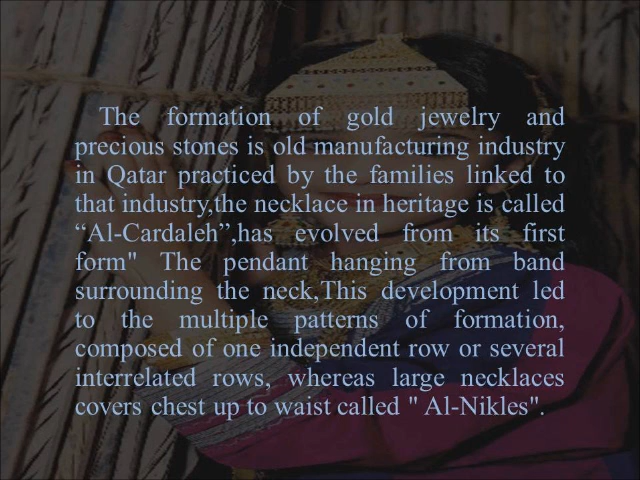 The formation of gold jewelry and
precious stones is old manufacturing industry
in Qatar practiced by the families linked to
that industry,the necklace in heritage is called
“Al-Cardaleh”,has evolved from its first
form" The pendant hanging from band
surrounding the neck,This development led
to the multiple patterns of formation,
composed of one independent row or several
interrelated rows, whereas large necklaces
covers chest up to waist called " Al-Nikles".